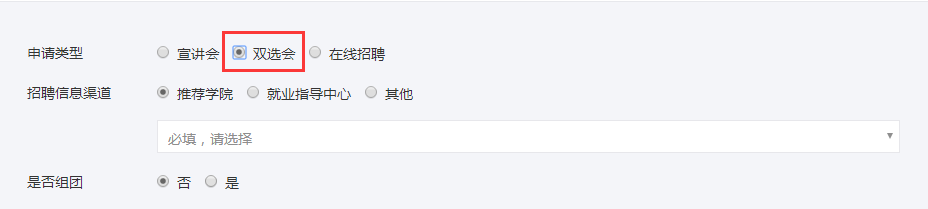 申请类型 宣讲会 双选会 在线招聘
招聘信息渠道 推荐学院 就业指导中心 其他
必填，请选择
是否组团 否 是